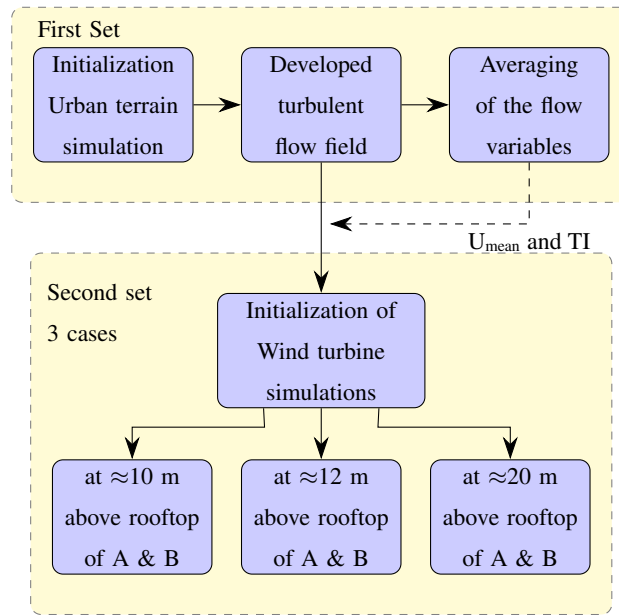 First Set
Initialization
Urban terrain
simulation
Developed
turbulent
flow field
Averaging
of the flow
variables
U_mean and TI
Second set
3 cases
Initialization of
Wind turbine
simulations
at ≈10 m
above rooftop
of A & B
at ≈12 m
above rooftop
of A & B
at ≈20 m
above rooftop
of A & B